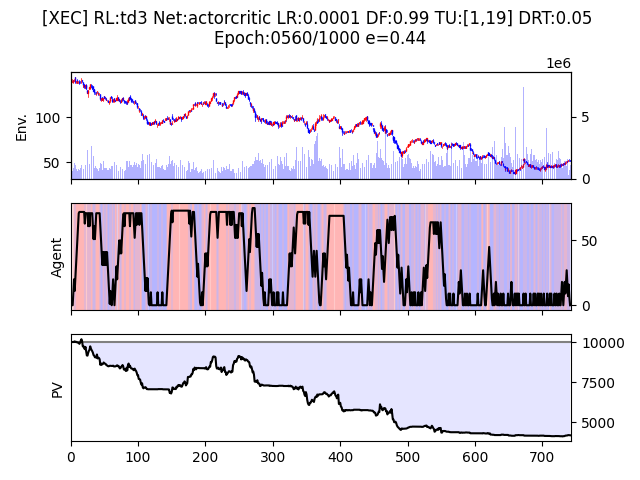 [XEC] RL:td3 Net:actorcritic LR:0.0001 DF:0.99 TU:[1,19] DRT:0.05
Epoch:0560/1000 e=0.44
1e6
Env.
100
50
5
0
Agent
50
0
PV
10000
7500
5000
0 100 200 300 400 500 600 700